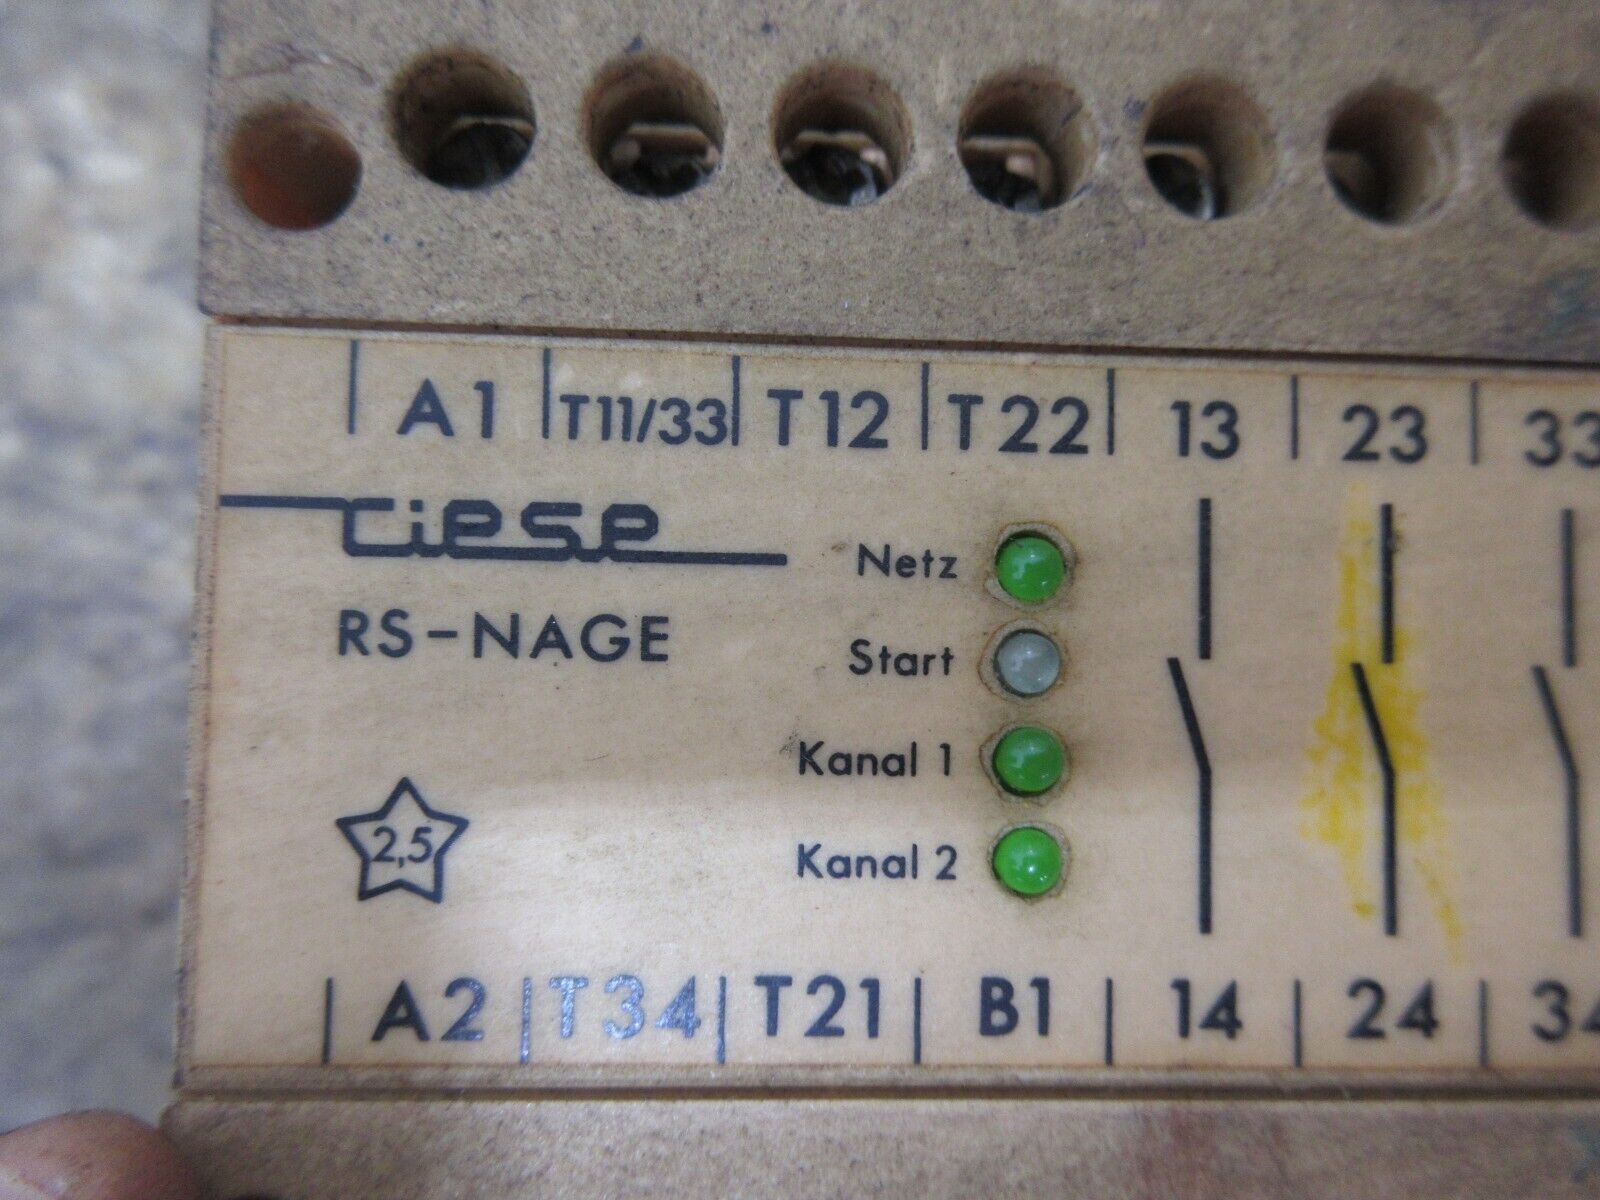 A1 T11/33 T12 T22 13 23 33
riese
RS-NAGE
Netz
Start
Kanal 1
Kanal 2
2,5
A2 T34 T21 B1 14 24 34